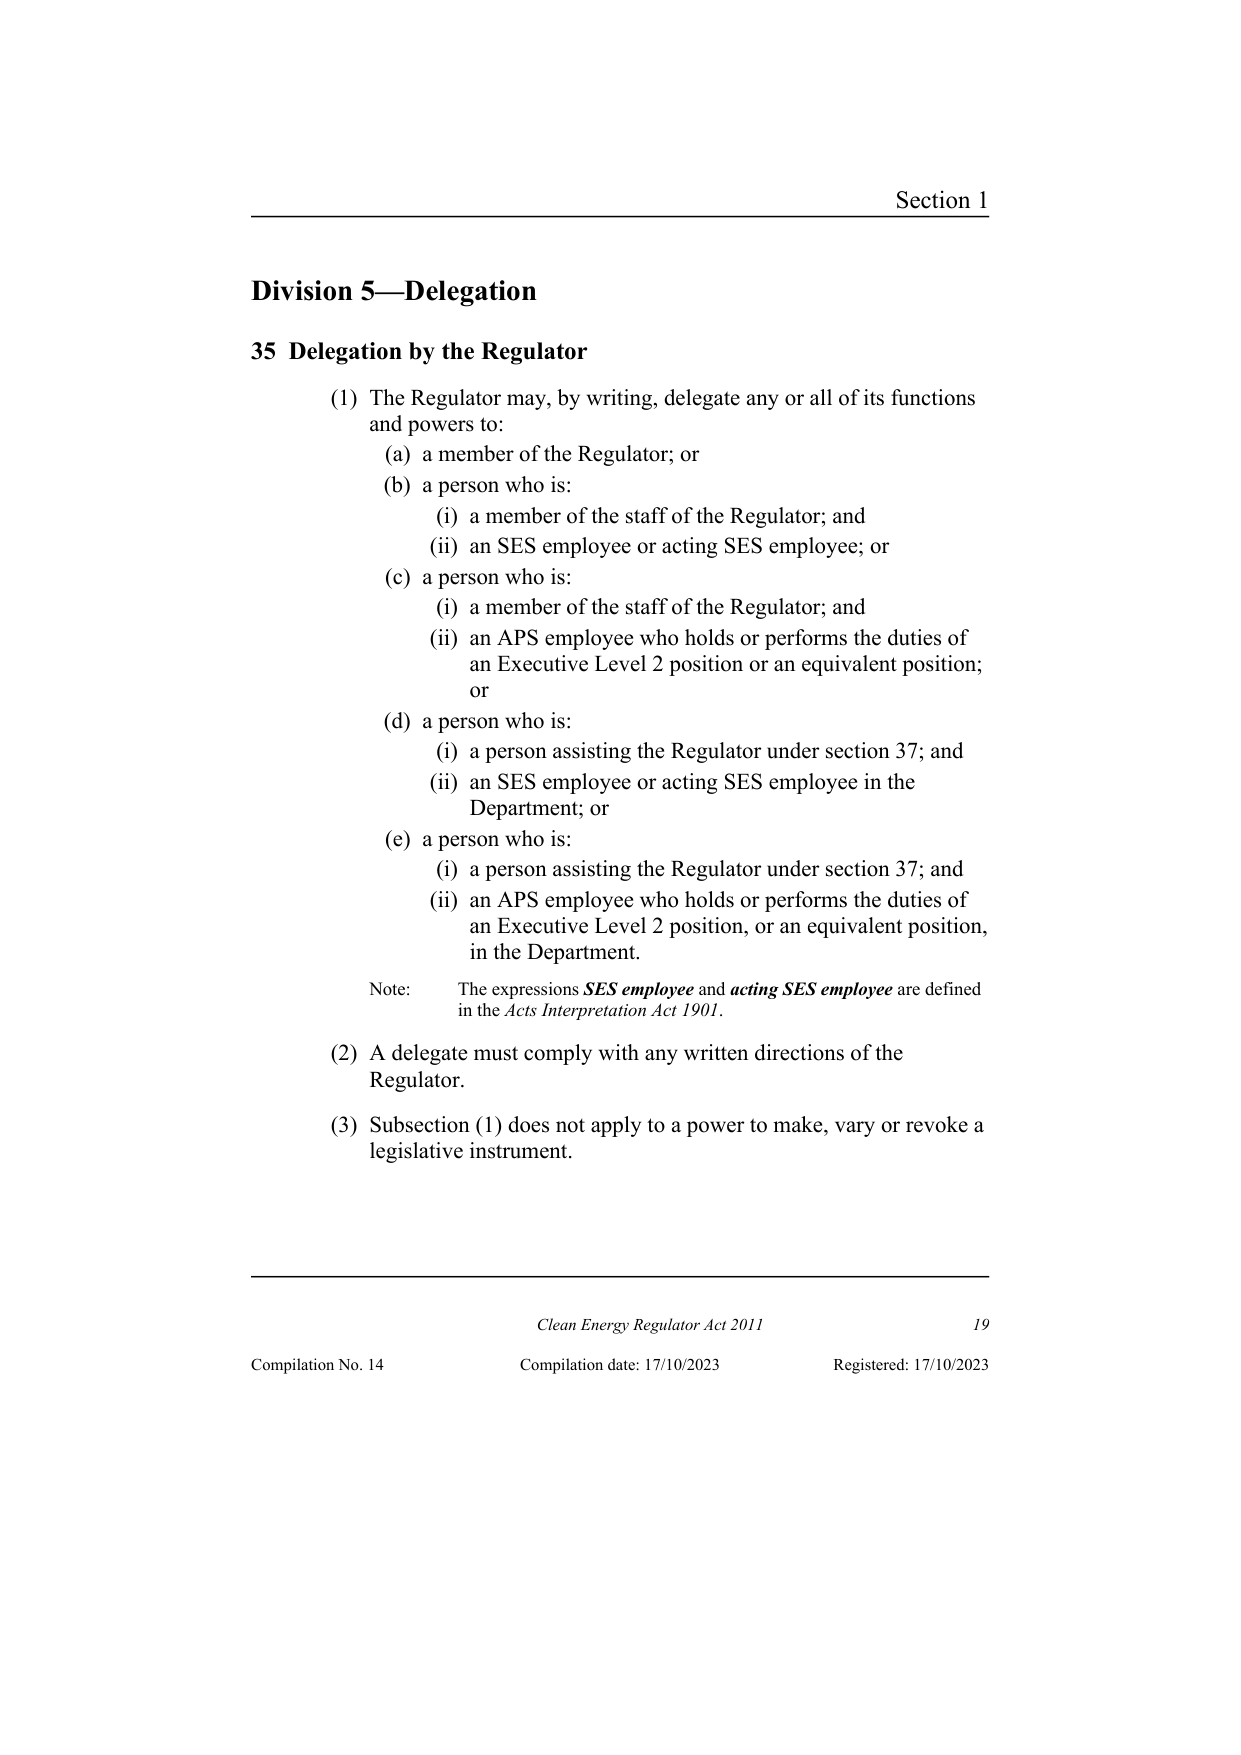 Section 1
Division 5—Delegation
35 Delegation by the Regulator
(1) The Regulator may, by writing, delegate any or all of its functions
and powers to:
(a) a member of the Regulator; or
(b) a person who is:
(i) a member of the staff of the Regulator; and
(ii) an SES employee or acting SES employee; or
(c) a person who is:
(i) a member of the staff of the Regulator; and
(ii) an APS employee who holds or performs the duties of
an Executive Level 2 position or an equivalent position;
or
(d) a person who is:
(i) a person assisting the Regulator under section 37; and
(ii) an SES employee or acting SES employee in the
Department; or
(e) a person who is:
(i) a person assisting the Regulator under section 37; and
(ii) an APS employee who holds or performs the duties of
an Executive Level 2 position, or an equivalent position,
in the Department.
Note: The expressions SES employee and acting SES employee are defined
in the Acts Interpretation Act 1901.
(2) A delegate must comply with any written directions of the
Regulator.
(3) Subsection (1) does not apply to a power to make, vary or revoke a
legislative instrument.
Clean Energy Regulator Act 2011 19
Compilation No. 14 Compilation date: 17/10/2023 Registered: 17/10/2023